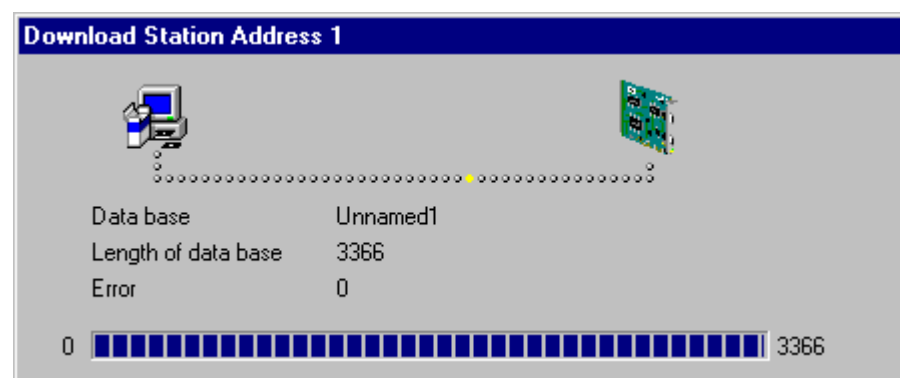 Download Station Address 1
Data base Unnamed1
Length of data base 3366
Error 0
0 3366